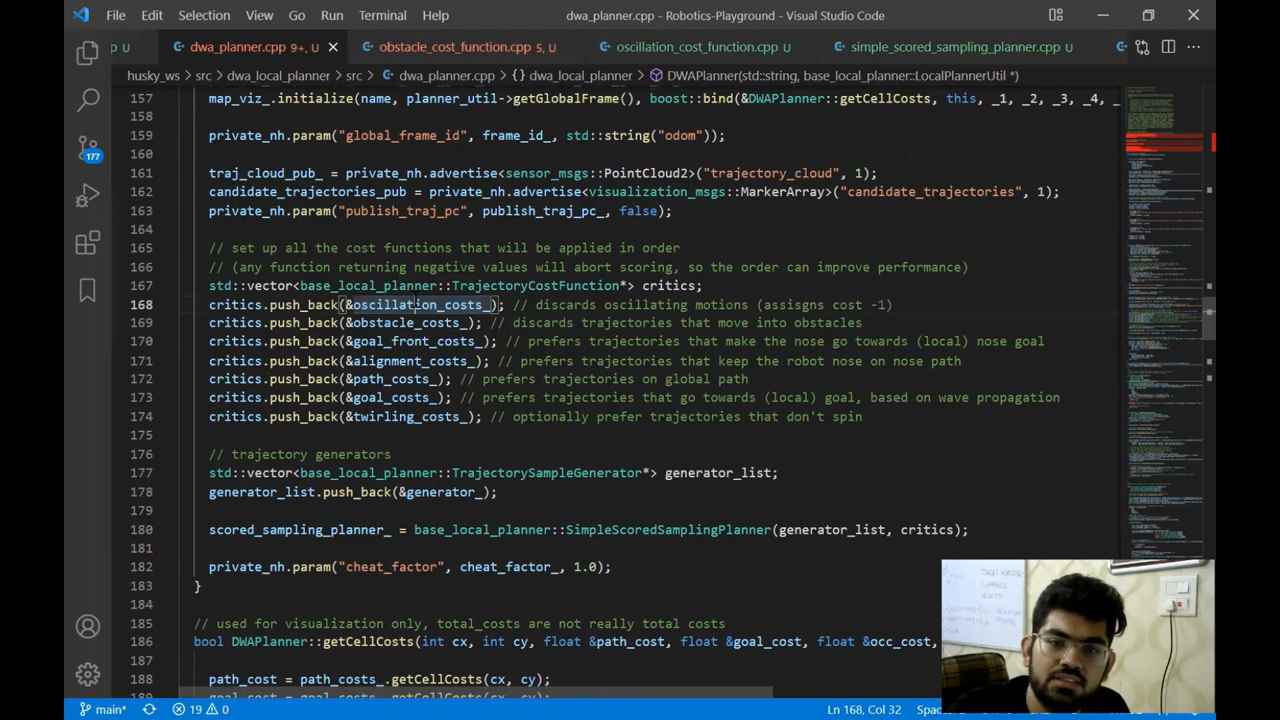 File Edit Selection View Go Run Terminal Help dwa_planner.cpp - Robotics-Playground - Visual Studio Code
p U dwa_planner.cpp 9+, U obstacle_cost_function.cpp 5, U oscillation_cost_function.cpp U simple_scored_sampling_planner.cpp U
husky_ws > src > dwa_local_planner > src > dwa_planner.cpp > {} dwa_local_planner > DWAPlanner(std::string, base_local_planner::LocalPlannerUtil *)
157 map_viz_.initialize(name, planner_util->getGlobalFrame(), boost::bind(&DWAPlanner::getCellCosts, this, _1, _2, _3, _4, _
158
159 private_nh.param("global_frame_id", frame_id_, std::string("odom"));
160
161 traj_cloud_pub_ = private_nh.advertise<sensor_msgs::PointCloud2>("trajectory_cloud", 1);
162 candidate_trajectories_pub = private_nh.advertise<visualization_msgs::MarkerArray>("candidate_trajectories", 1);
163 private_nh.param("publish_traj_pc", publish_traj_pc_, false);
164
165 // set up all the cost functions that will be applied in order
166 // (any function returning negative values will abort scoring, so the order can improve performance)
167 std::vector<base_local_planner::TrajectoryCostFunction*> critics;
168 critics.push_back(&oscillation_costs_); // discards oscillating motions (assisgns cost -1)
169 critics.push_back(&obstacle_costs_); // discards trajectories that move into obstacles
170 critics.push_back(&goal_front_costs_); // prefers trajectories that make the nose go towards (local) nose goal
171 critics.push_back(&alignment_costs_); // prefers trajectories that keep the robot nose on nose path
172 critics.push_back(&path_costs_); // prefers trajectories on global path
173 critics.push_back(&goal_costs_); // prefers trajectories that go towards (local) goal, based on wave propagation
174 critics.push_back(&twirling_costs_); // optionally prefer trajectories that don't spin
175
176 // trajectory generators
177 std::vector<base_local_planner::TrajectorySampleGenerator*> generator_list;
178 generator_list.push_back(&generator_);
179
180 scored_sampling_planner_ = base_local_planner::SimpleScoredSamplingPlanner(generator_list, critics);
181
182 private_nh.param("cheat_factor", cheat_factor_, 1.0);
183 }
184
185 // used for visualization only, total_costs are not really total costs
186 bool DWAPlanner::getCellCosts(int cx, int cy, float &path_cost, float &goal_cost, float &occ_cost,
187
188 path_cost = path_costs_.getCellCosts(cx, cy);
177
main* 19 0 Ln 168, Col 32